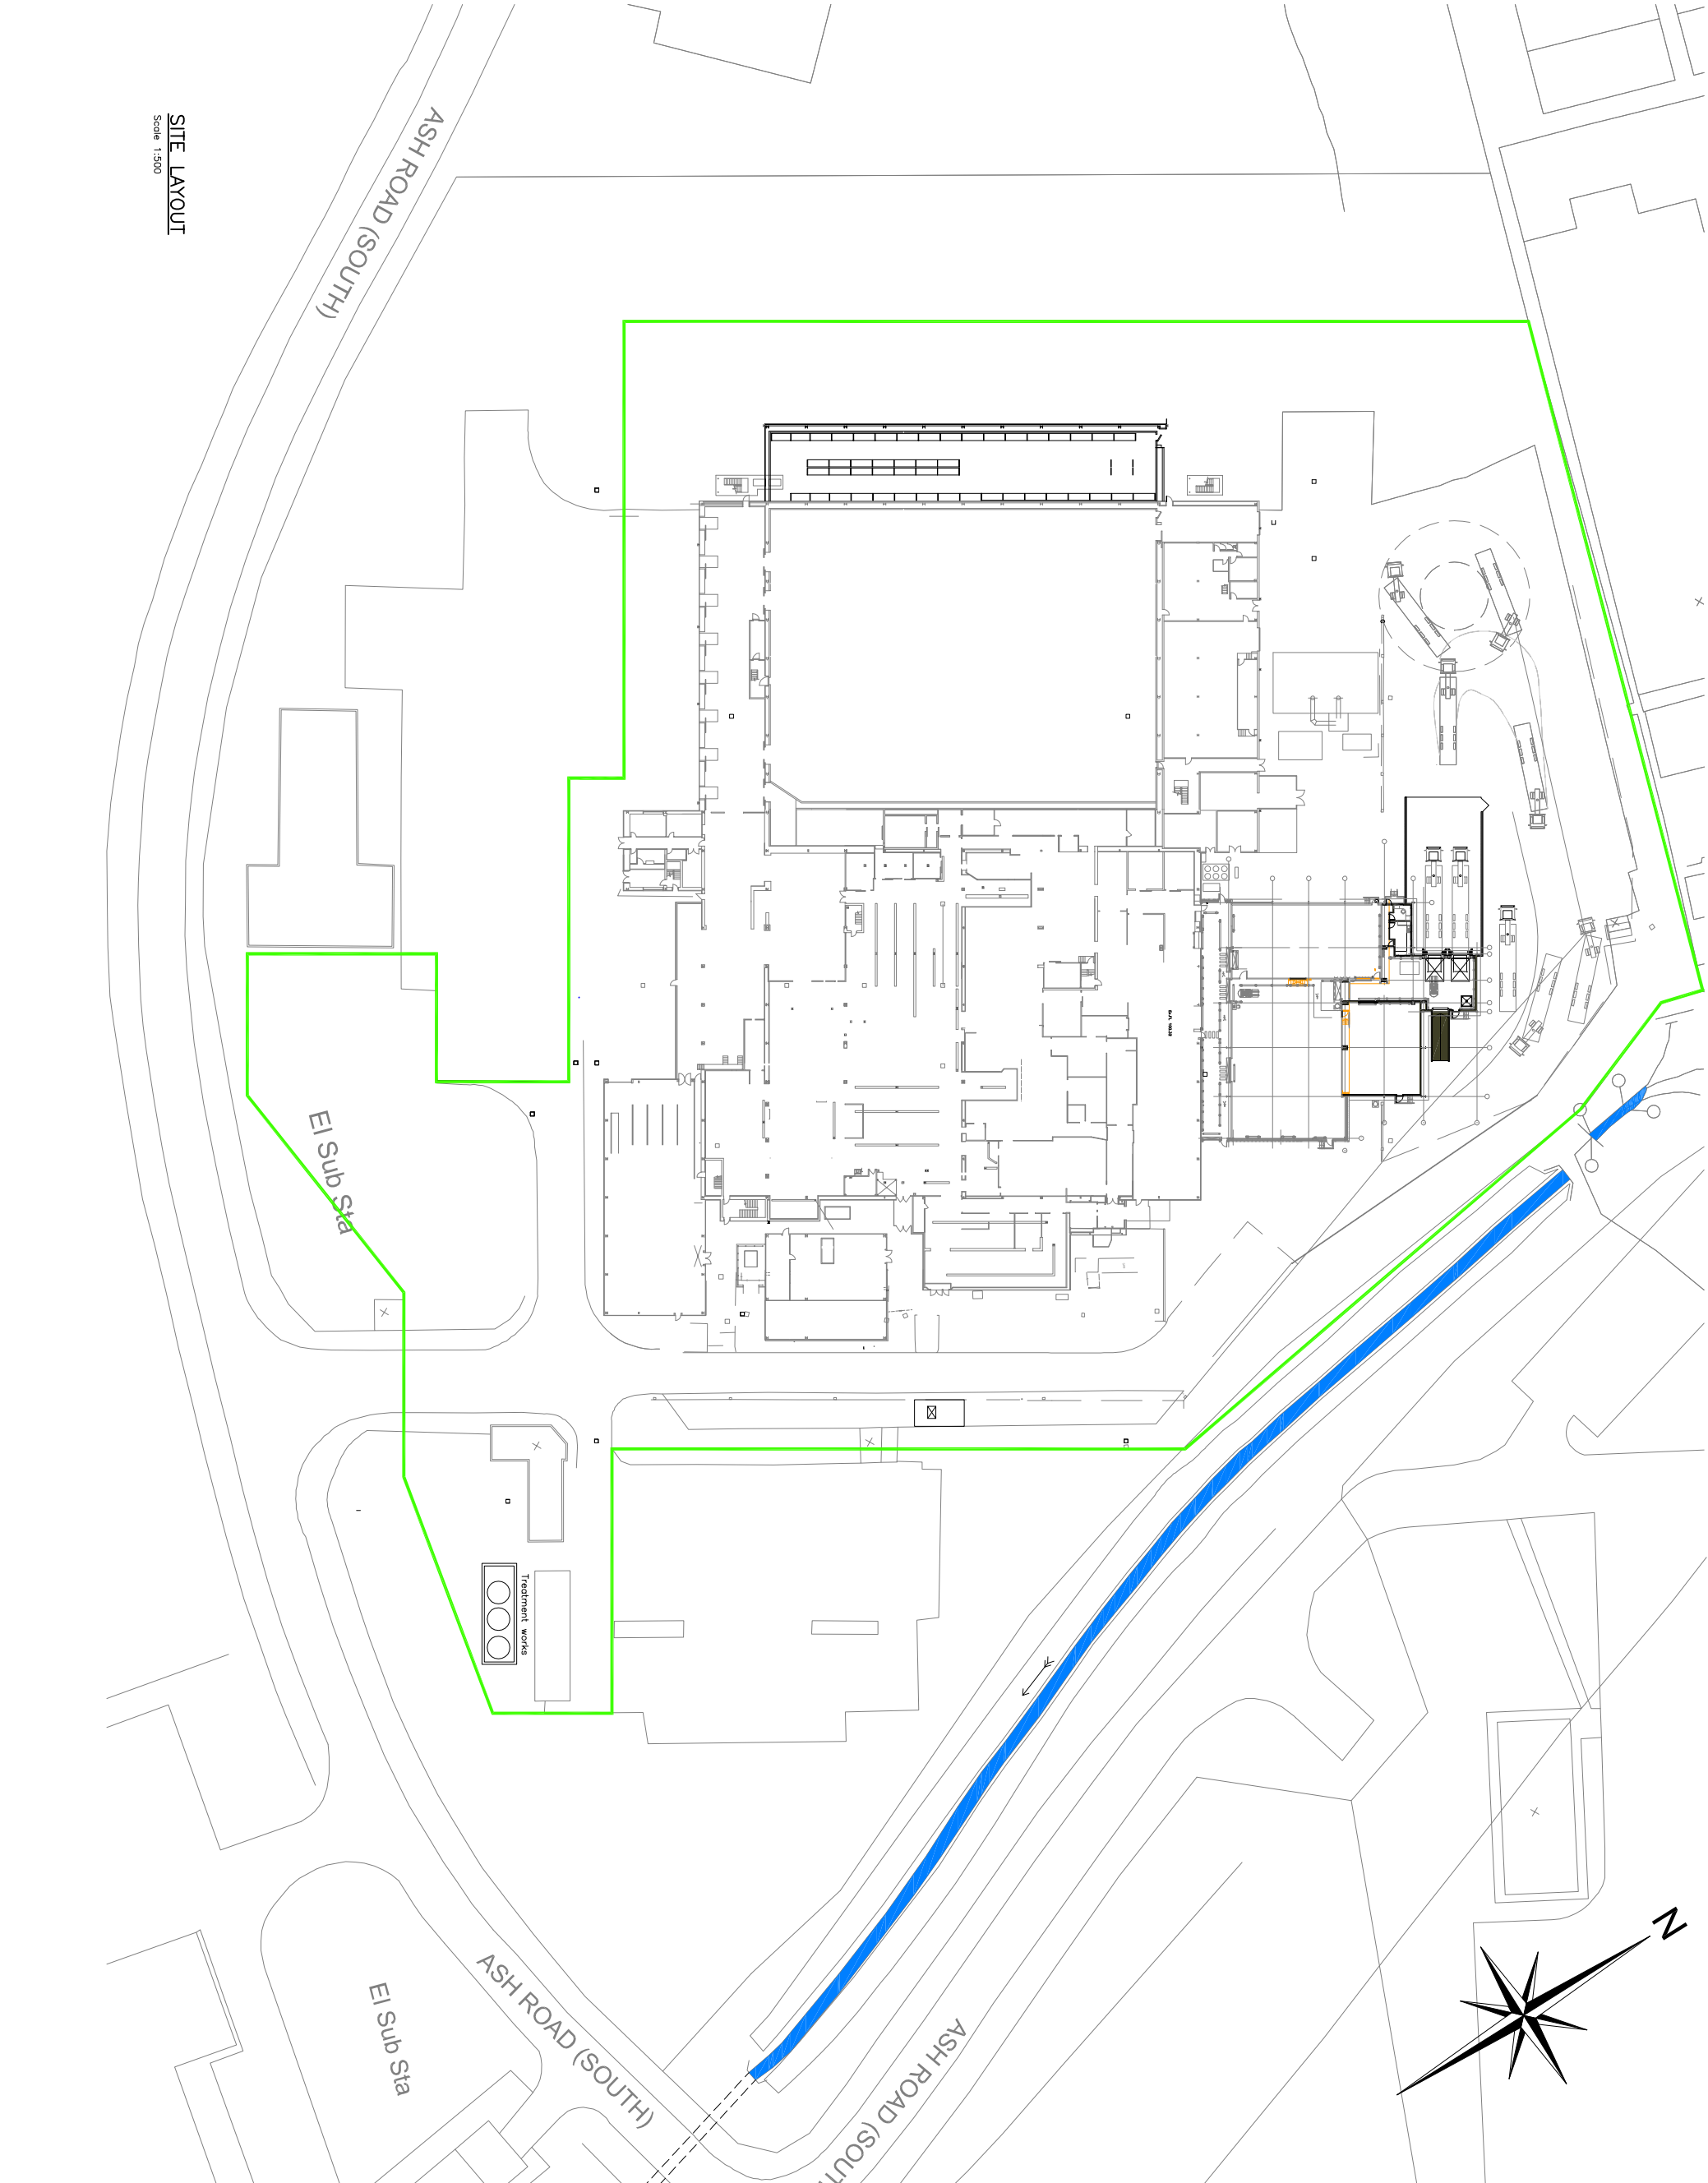 SITE LAYOUT
Scale 1:500
ASH ROAD (SOUTH)
El Sub Sta
Treatment works
El Sub Sta
ASH ROAD (SOUTH)
ASH ROAD (SOUT
N